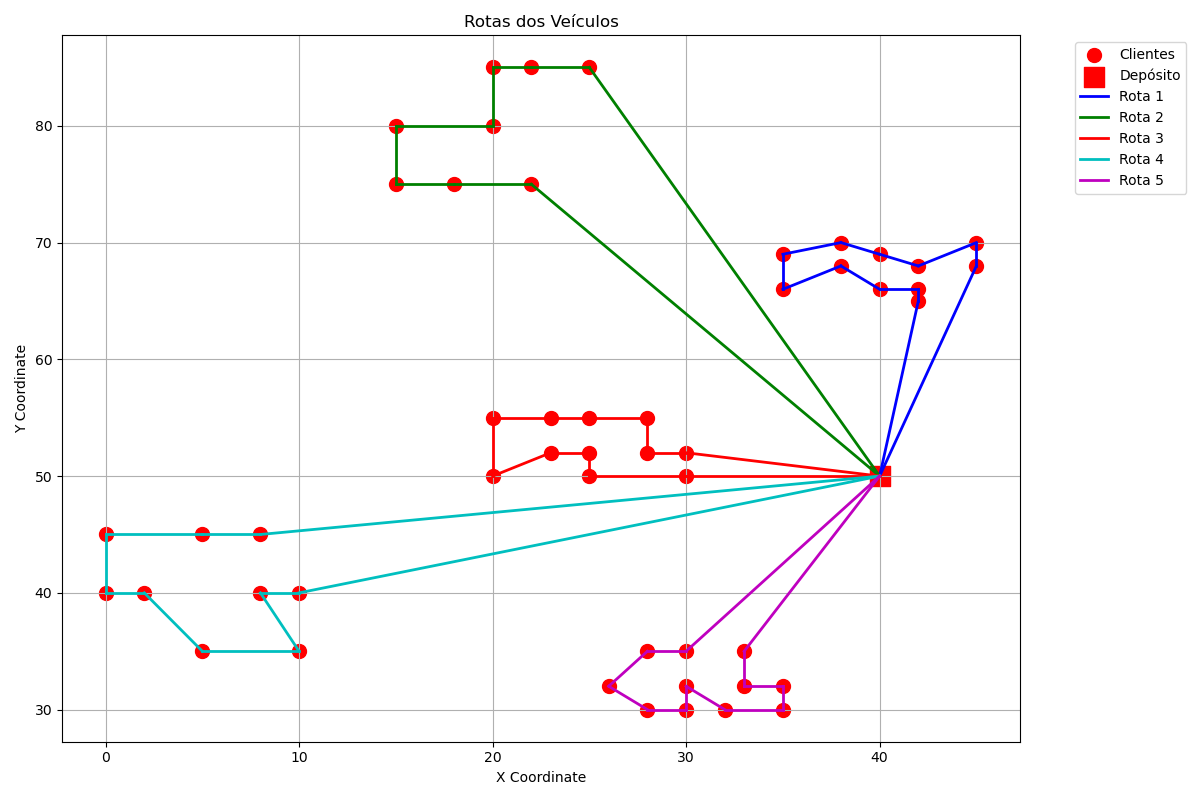 Rotas dos Veículos
Clientes
Depósito
Rota 1
Rota 2
Rota 3
Rota 4
Rota 5
Y Coordinate
80
70
60
50
40
30
0 10 20 30 40
X Coordinate